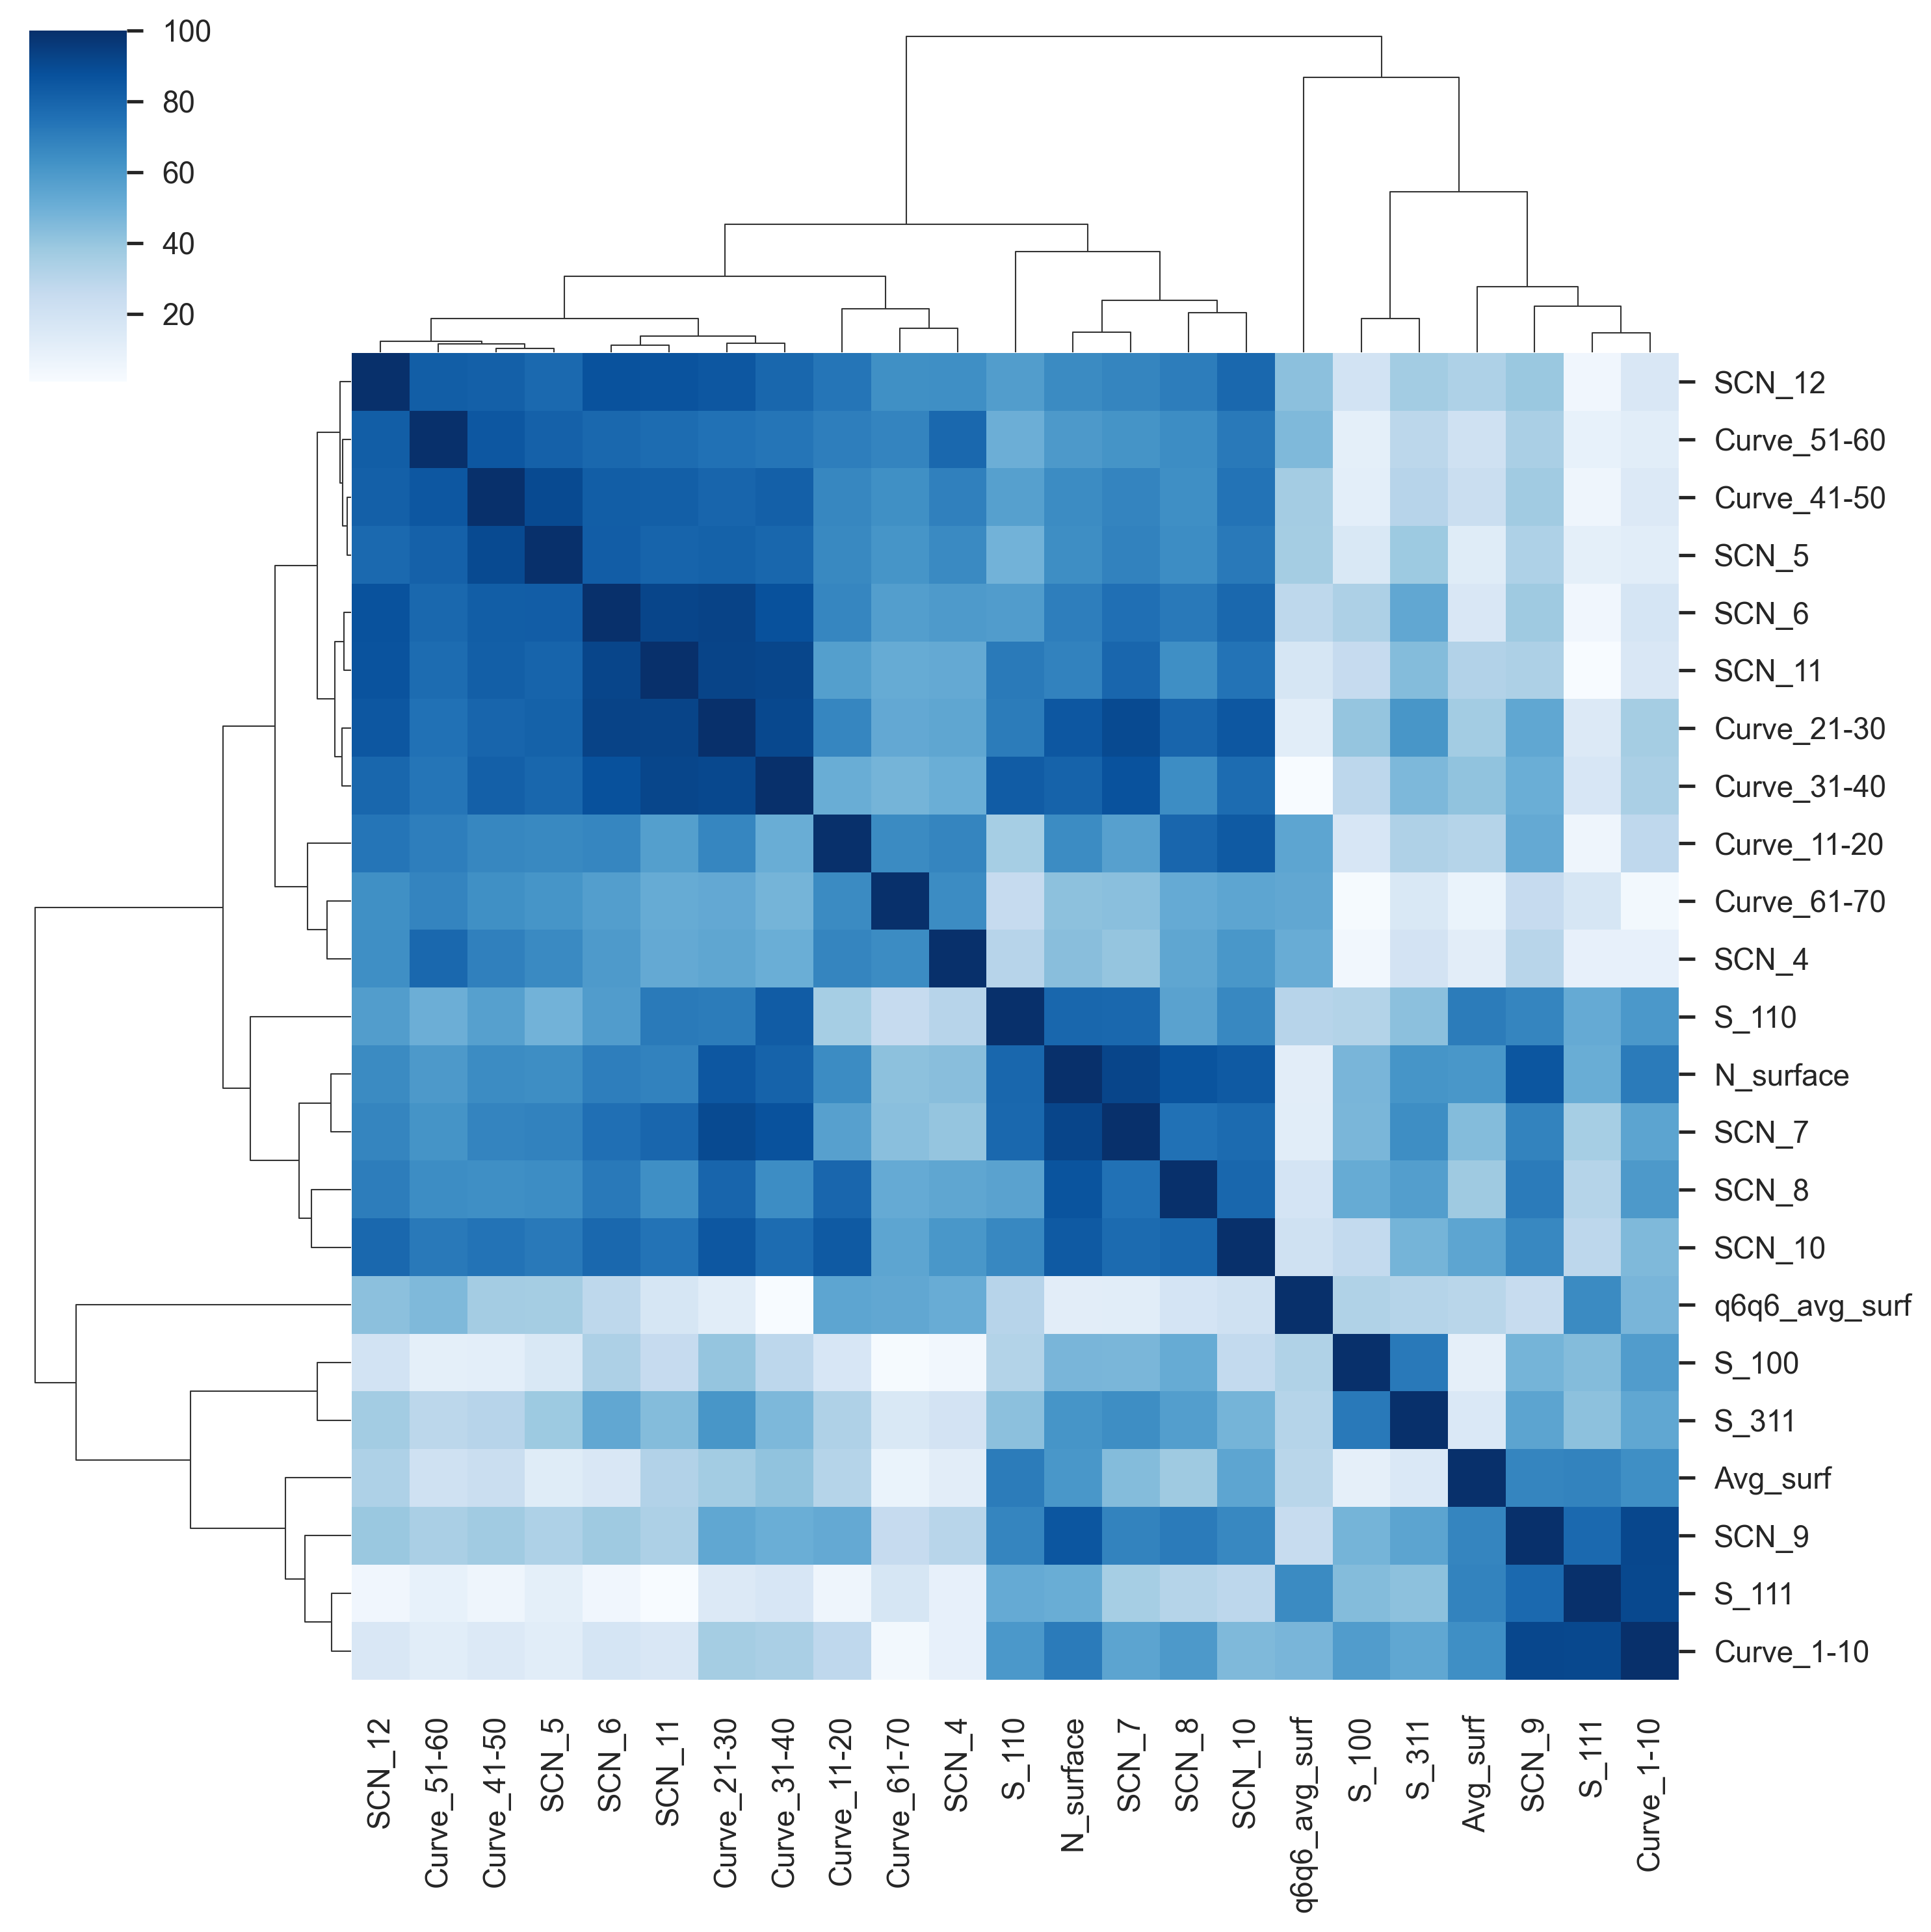 100
80
60
40
20
SCN_12
Curve_51-60
Curve_41-50
SCN_5
SCN_6
SCN_11
Curve_21-30
Curve_31-40
Curve_11-20
Curve_61-70
SCN_4
S_110
N_surface
SCN_7
SCN_8
SCN_10
q6q6_avg_surf
S_100
S_311
Avg_surf
SCN_9
S_111
Curve_1-10
SCN_12
Curve_51-60
Curve_41-50
SCN_5
SCN_6
SCN_11
Curve_21-30
Curve_31-40
Curve_11-20
Curve_61-70
SCN_4
S_110
N_surface
SCN_7
SCN_8
SCN_10
q6q6_avg_surf
S_100
S_311
Avg_surf
SCN_9
S_111
Curve_1-10